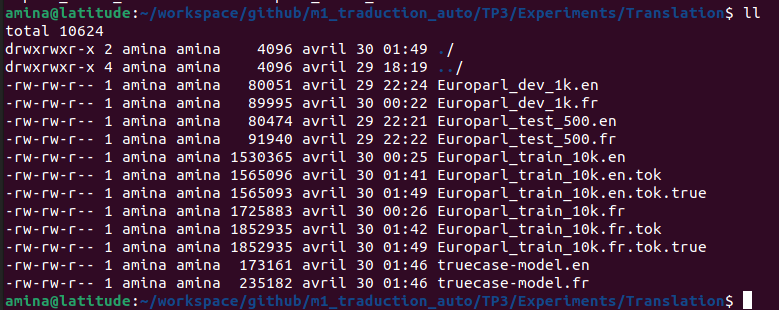 amina@latitude:~/workspace/github/m1_traduction_auto/TP3/Experiments/Translation$ ll
total 10624
drwxrwxr-x 2 amina amina    4096 avril 30 01:49 ./
drwxrwxr-x 4 amina amina    4096 avril 29 18:19 ../
-rw-rw-r-- 1 amina amina   80051 avril 29 22:24 Europarl_dev_1k.en
-rw-rw-r-- 1 amina amina   89995 avril 30 00:22 Europarl_dev_1k.fr
-rw-rw-r-- 1 amina amina   80474 avril 29 22:21 Europarl_test_500.en
-rw-rw-r-- 1 amina amina   91940 avril 29 22:22 Europarl_test_500.fr
-rw-rw-r-- 1 amina amina 1530365 avril 30 00:25 Europarl_train_10k.en
-rw-rw-r-- 1 amina amina 1565096 avril 30 01:41 Europarl_train_10k.en.tok
-rw-rw-r-- 1 amina amina 1565093 avril 30 01:49 Europarl_train_10k.en.tok.true
-rw-rw-r-- 1 amina amina 1725883 avril 30 00:26 Europarl_train_10k.fr
-rw-rw-r-- 1 amina amina 1852935 avril 30 01:42 Europarl_train_10k.fr.tok
-rw-rw-r-- 1 amina amina 1852935 avril 30 01:49 Europarl_train_10k.fr.tok.true
-rw-rw-r-- 1 amina amina  173161 avril 30 01:46 truecase-model.en
-rw-rw-r-- 1 amina amina  235182 avril 30 01:46 truecase-model.fr
amina@latitude:~/workspace/github/m1_traduction_auto/TP3/Experiments/Translation$